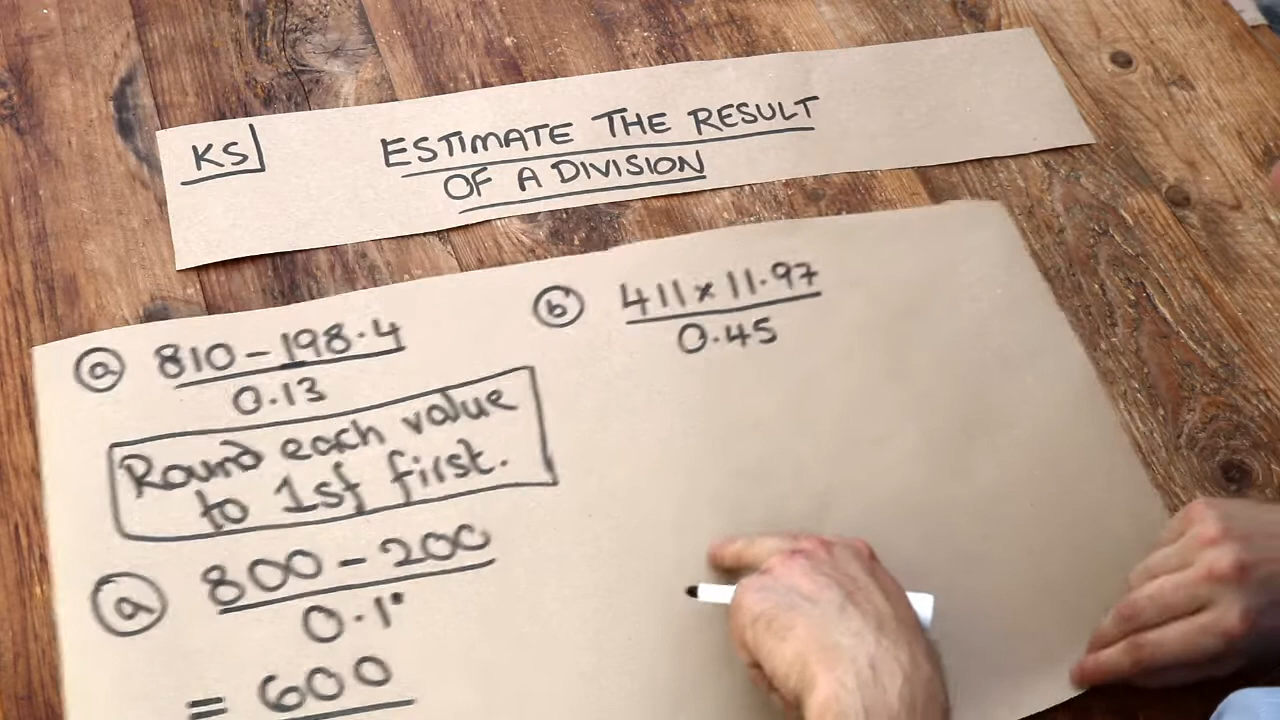 KS
ESTIMATE THE RESULT
OF A DIVISION
ⓐ 810 - 198.4
0.13
Round each value
to 1sf first.
ⓐ 800 - 200
0.1
= 600
ⓑ 411 × 11.97
0.45